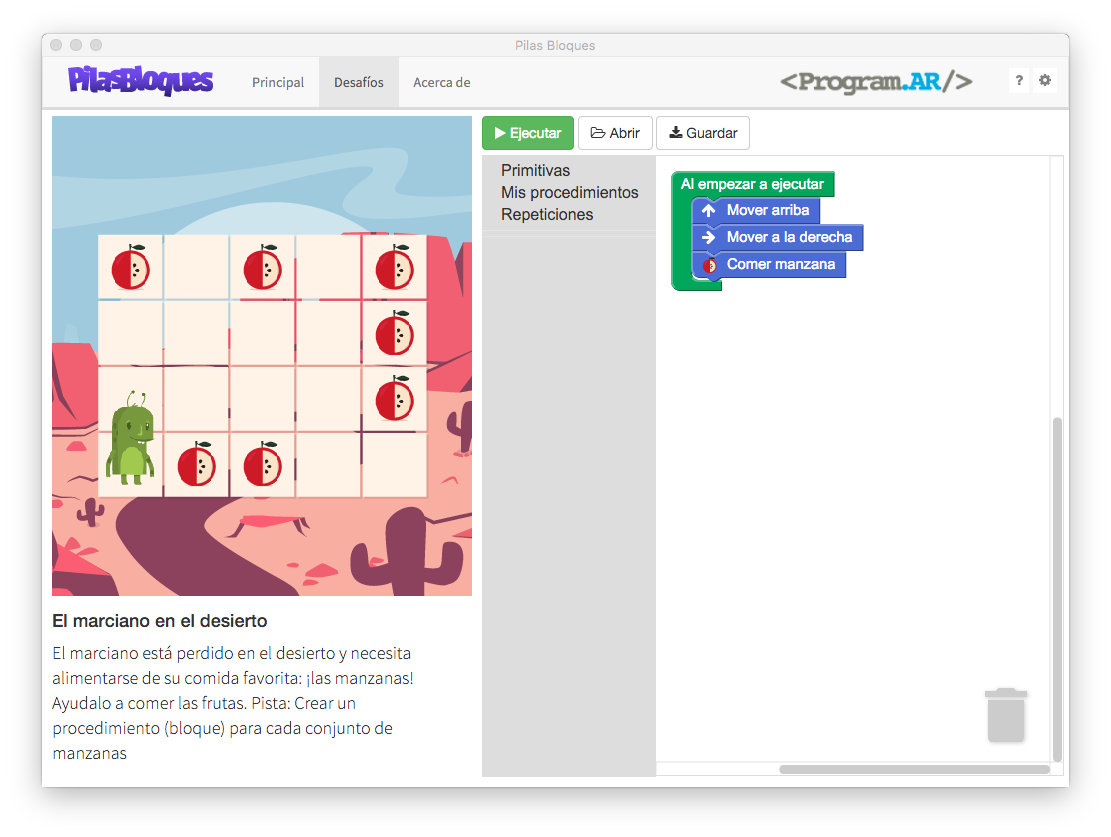 Pilas Bloques
PilasBloques
Principal
Desafíos
Acerca de
<Program.AR/>
?
Ejecutar
Abrir
Guardar
Primitivas
Mis procedimientos
Repeticiones
Al empezar a ejecutar
Mover arriba
Mover a la derecha
Comer manzana
El marciano en el desierto
El marciano está perdido en el desierto y necesita
alimentarse de su comida favorita: ¡las manzanas!
Ayudalo a comer las frutas. Pista: Crear un
procedimiento (bloque) para cada conjunto de
manzanas